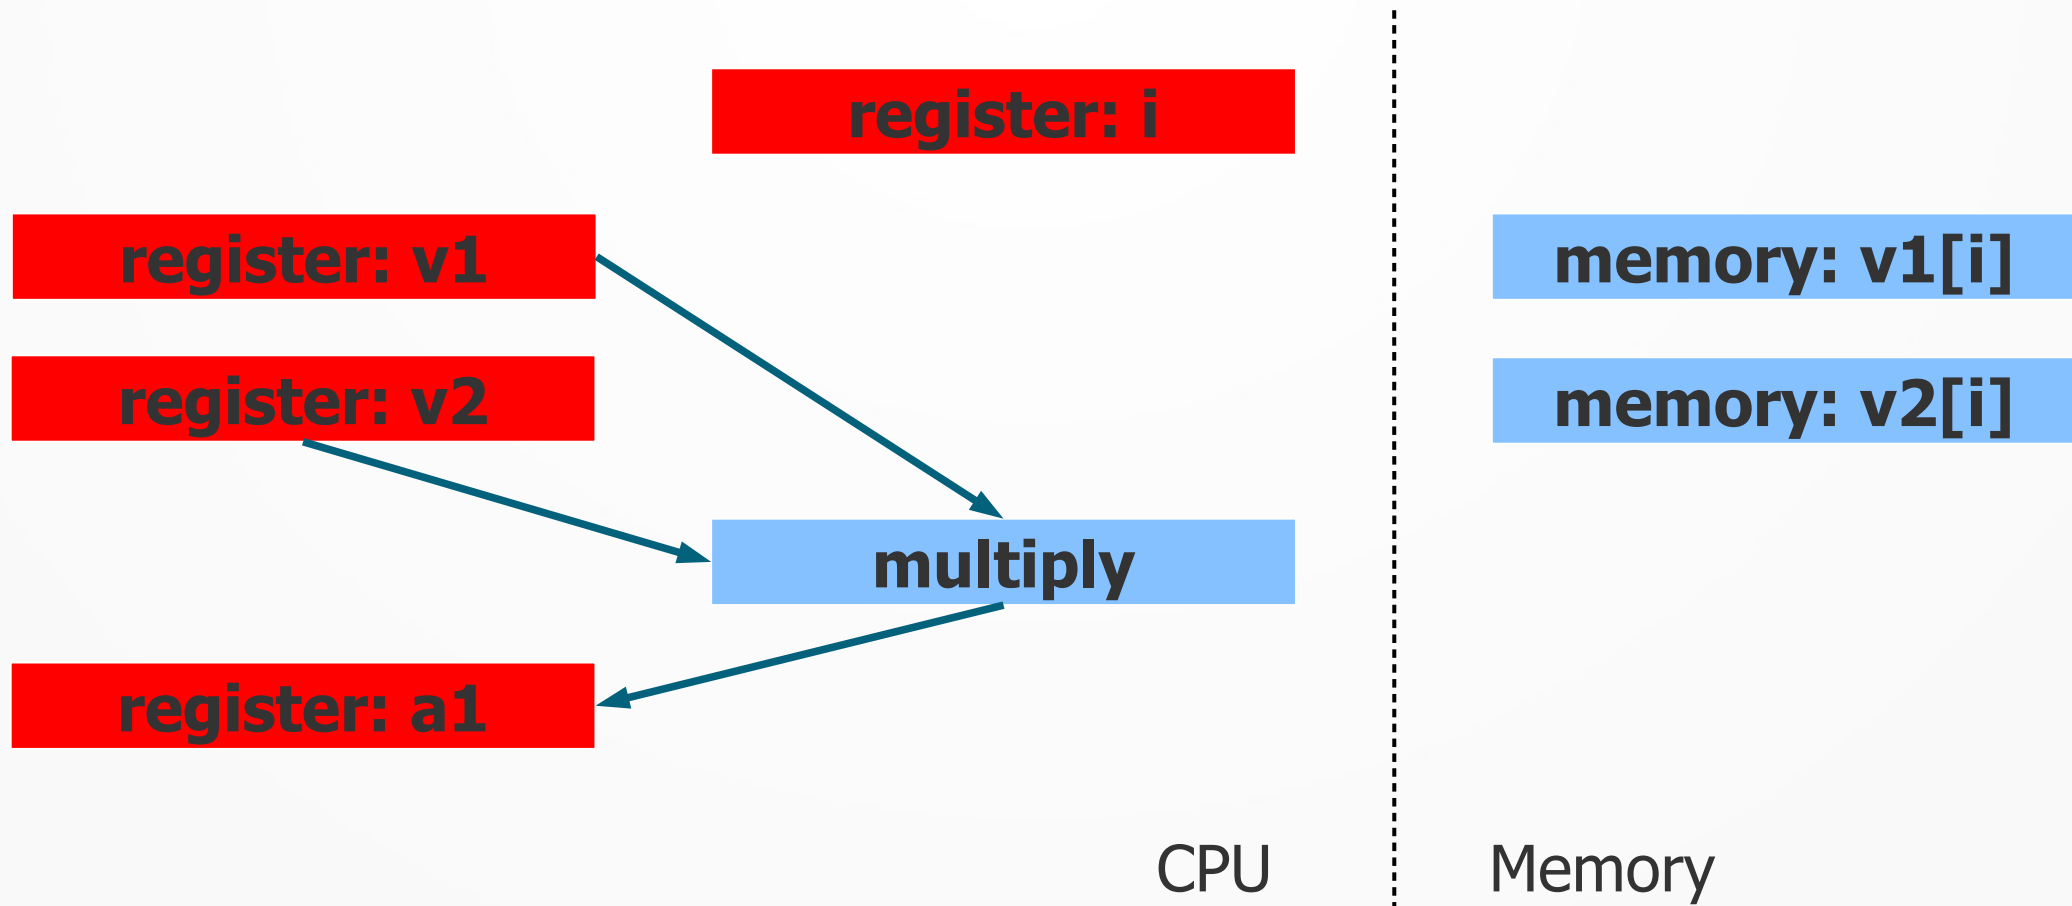 register: i
register: v1
memory: v1[i]
register: v2
memory: v2[i]
multiply
register: a1
CPU
Memory